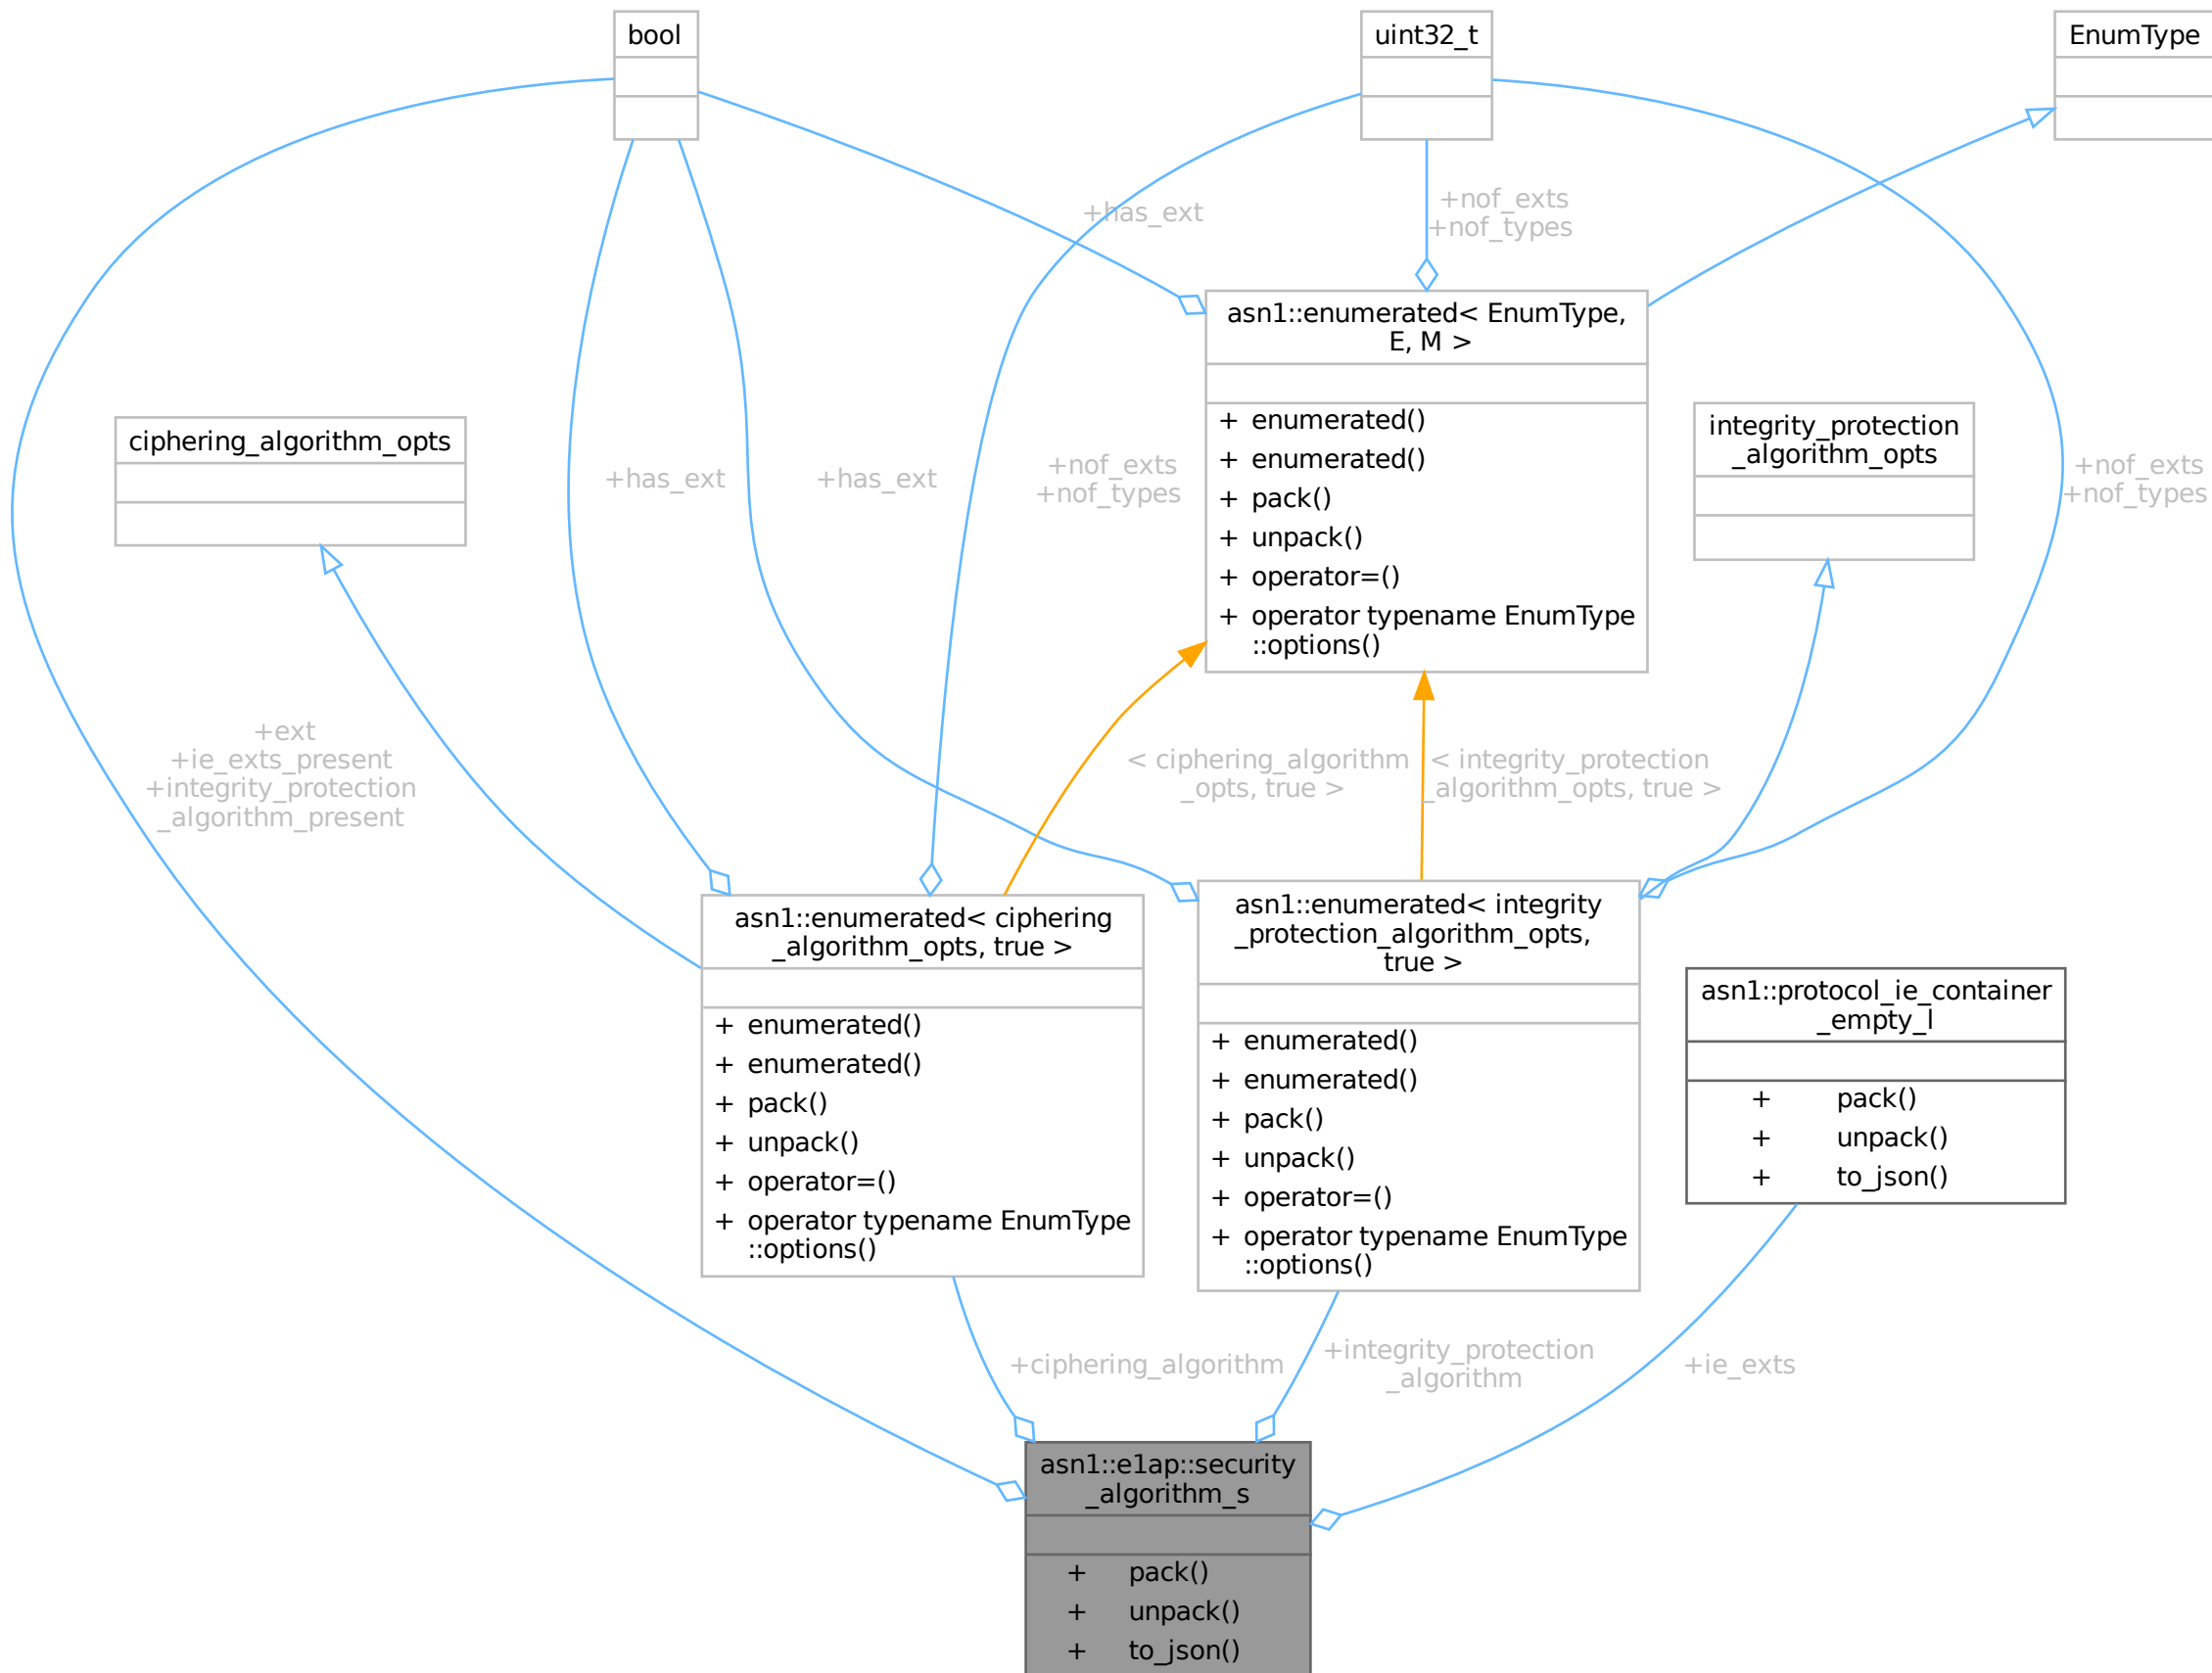 bool
uint32_t
EnumType
+has_ext
+nof_exts
+nof_types
asn1::enumerated< EnumType,
E, M >
+ enumerated()
+ enumerated()
+ pack()
+ unpack()
+ operator=()
+ operator typename EnumType
::options()
ciphering_algorithm_opts
integrity_protection
_algorithm_opts
+has_ext
+has_ext
+nof_exts
+nof_types
+nof_exts
+nof_types
+ext
+ie_exts_present
+integrity_protection
_algorithm_present
< ciphering_algorithm
_opts, true >
< integrity_protection
_algorithm_opts, true >
asn1::enumerated< ciphering
_algorithm_opts, true >
+ enumerated()
+ enumerated()
+ pack()
+ unpack()
+ operator=()
+ operator typename EnumType
::options()
asn1::enumerated< integrity
_protection_algorithm_opts,
true >
+ enumerated()
+ enumerated()
+ pack()
+ unpack()
+ operator=()
+ operator typename EnumType
::options()
asn1::protocol_ie_container
_empty_l
+ pack()
+ unpack()
+ to_json()
+ciphering_algorithm
+integrity_protection
_algorithm
+ie_exts
asn1::e1ap::security
_algorithm_s
+ pack()
+ unpack()
+ to_json()